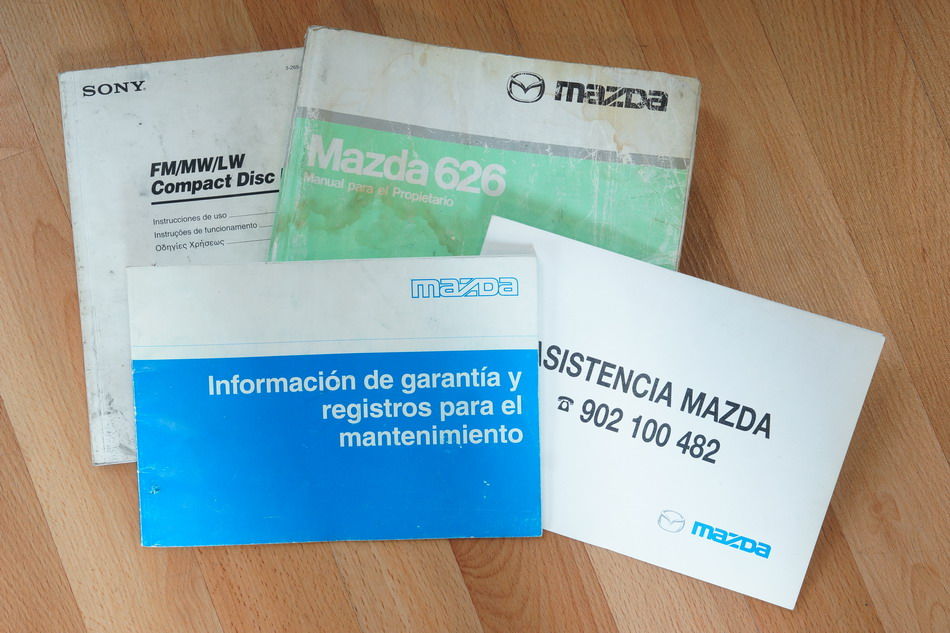 SONY
FM/MW/LW
Compact Disc
Instrucciones de uso
Instruções de funcionamento
Οδηγίες Χρήσεως
mazda
Mazda 626
Manual para el Propietario
mazda
Información de garantía y
registros para el
mantenimiento
ASISTENCIA MAZDA
☎ 902 100 482
mazda